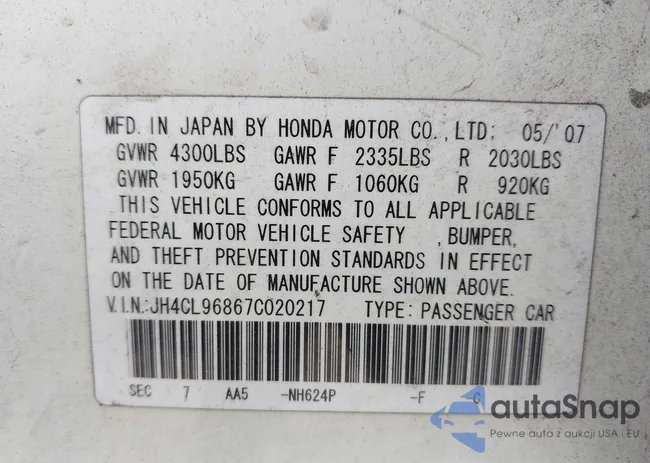 MFD. IN JAPAN BY HONDA MOTOR CO., LTD; 05/'07
GVWR 4300LBS GAWR F 2335LBS R 2030LBS
GVWR 1950KG GAWR F 1060KG R 920KG
THIS VEHICLE CONFORMS TO ALL APPLICABLE
FEDERAL MOTOR VEHICLE SAFETY , BUMPER,
AND THEFT PREVENTION STANDARDS IN EFFECT
ON THE DATE OF MANUFACTURE SHOWN ABOVE.
V.I.N.:JH4CL96867C020217 TYPE: PASSENGER CAR
SEC 7 AA5 -NH624P -F -C
autaSnap
Pewne auta z aukcji USA i EU